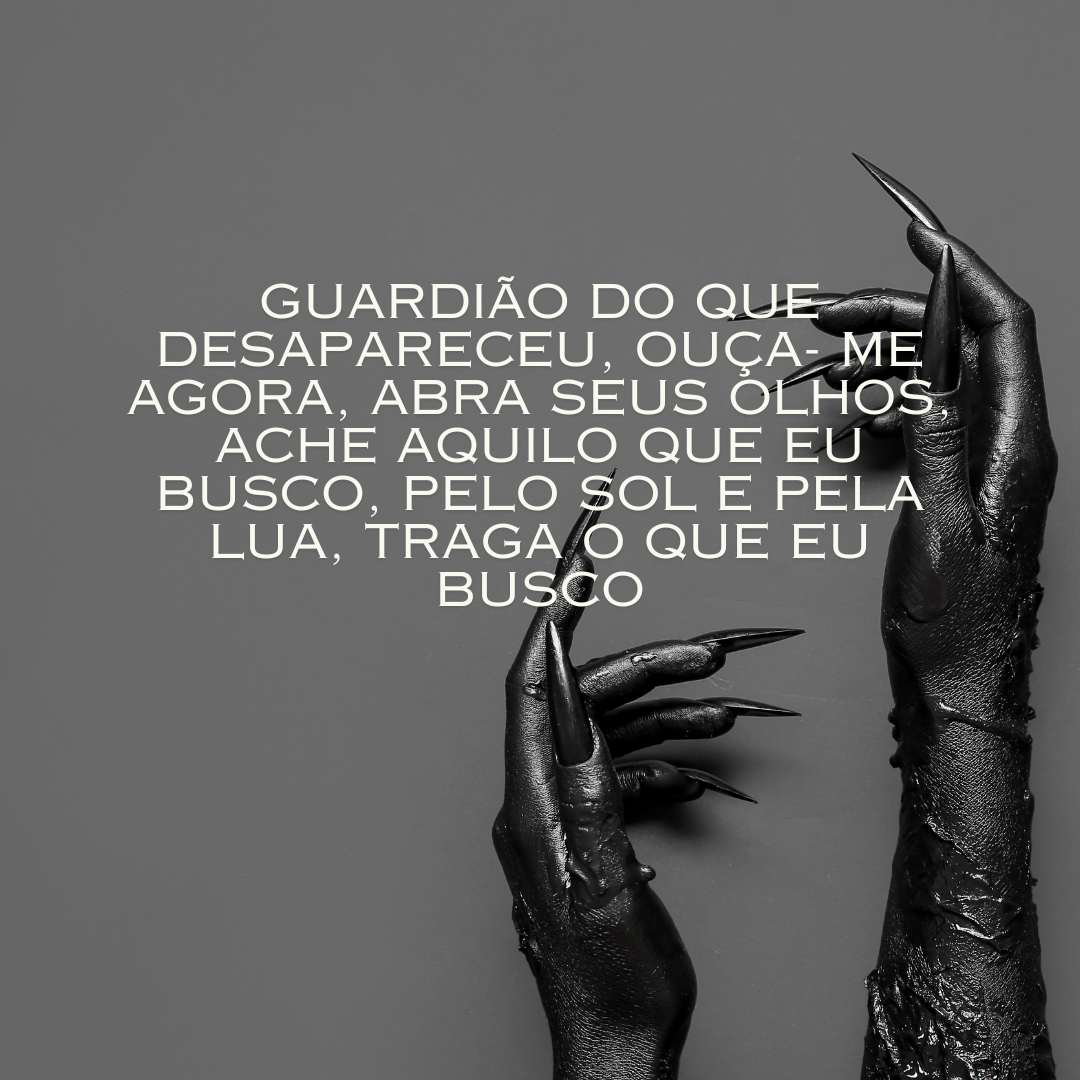 GUARDIÃO DO QUE
DESAPARECEU, OUÇA- ME
AGORA, ABRA SEUS OLHOS,
ACHE AQUILO QUE EU
BUSCO, PELO SOL E PELA
LUA, TRAGA O QUE EU
BUSCO